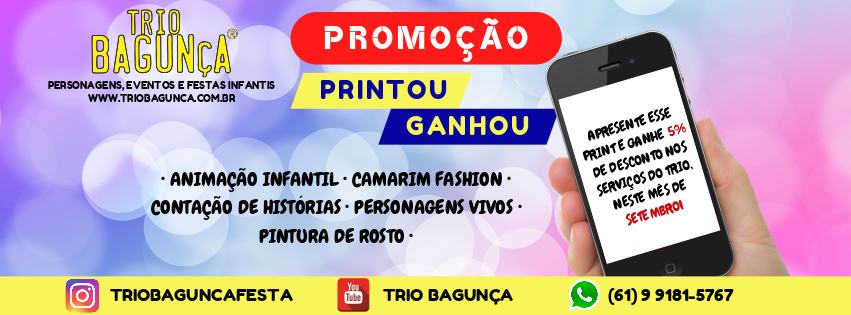 TRIO
BAGUNÇA®
PERSONAGENS, EVENTOS E FESTAS INFANTIS
WWW.TRIOBAGUNCA.COM.BR
PROMOÇÃO
PRINTOU
GANHOU
· ANIMAÇÃO INFANTIL · CAMARIM FASHION ·
CONTAÇÃO DE HISTÓRIAS · PERSONAGENS VIVOS ·
PINTURA DE ROSTO ·
APRESENTE ESSE
PRINT E GANHE 5%
DE DESCONTO NOS
SERVIÇOS DO TRIO,
NESTE MÊS DE
SETEMBRO!
TRIOBAGUNCAFESTA
You
Tube
TRIO BAGUNÇA
(61) 9 9181-5767